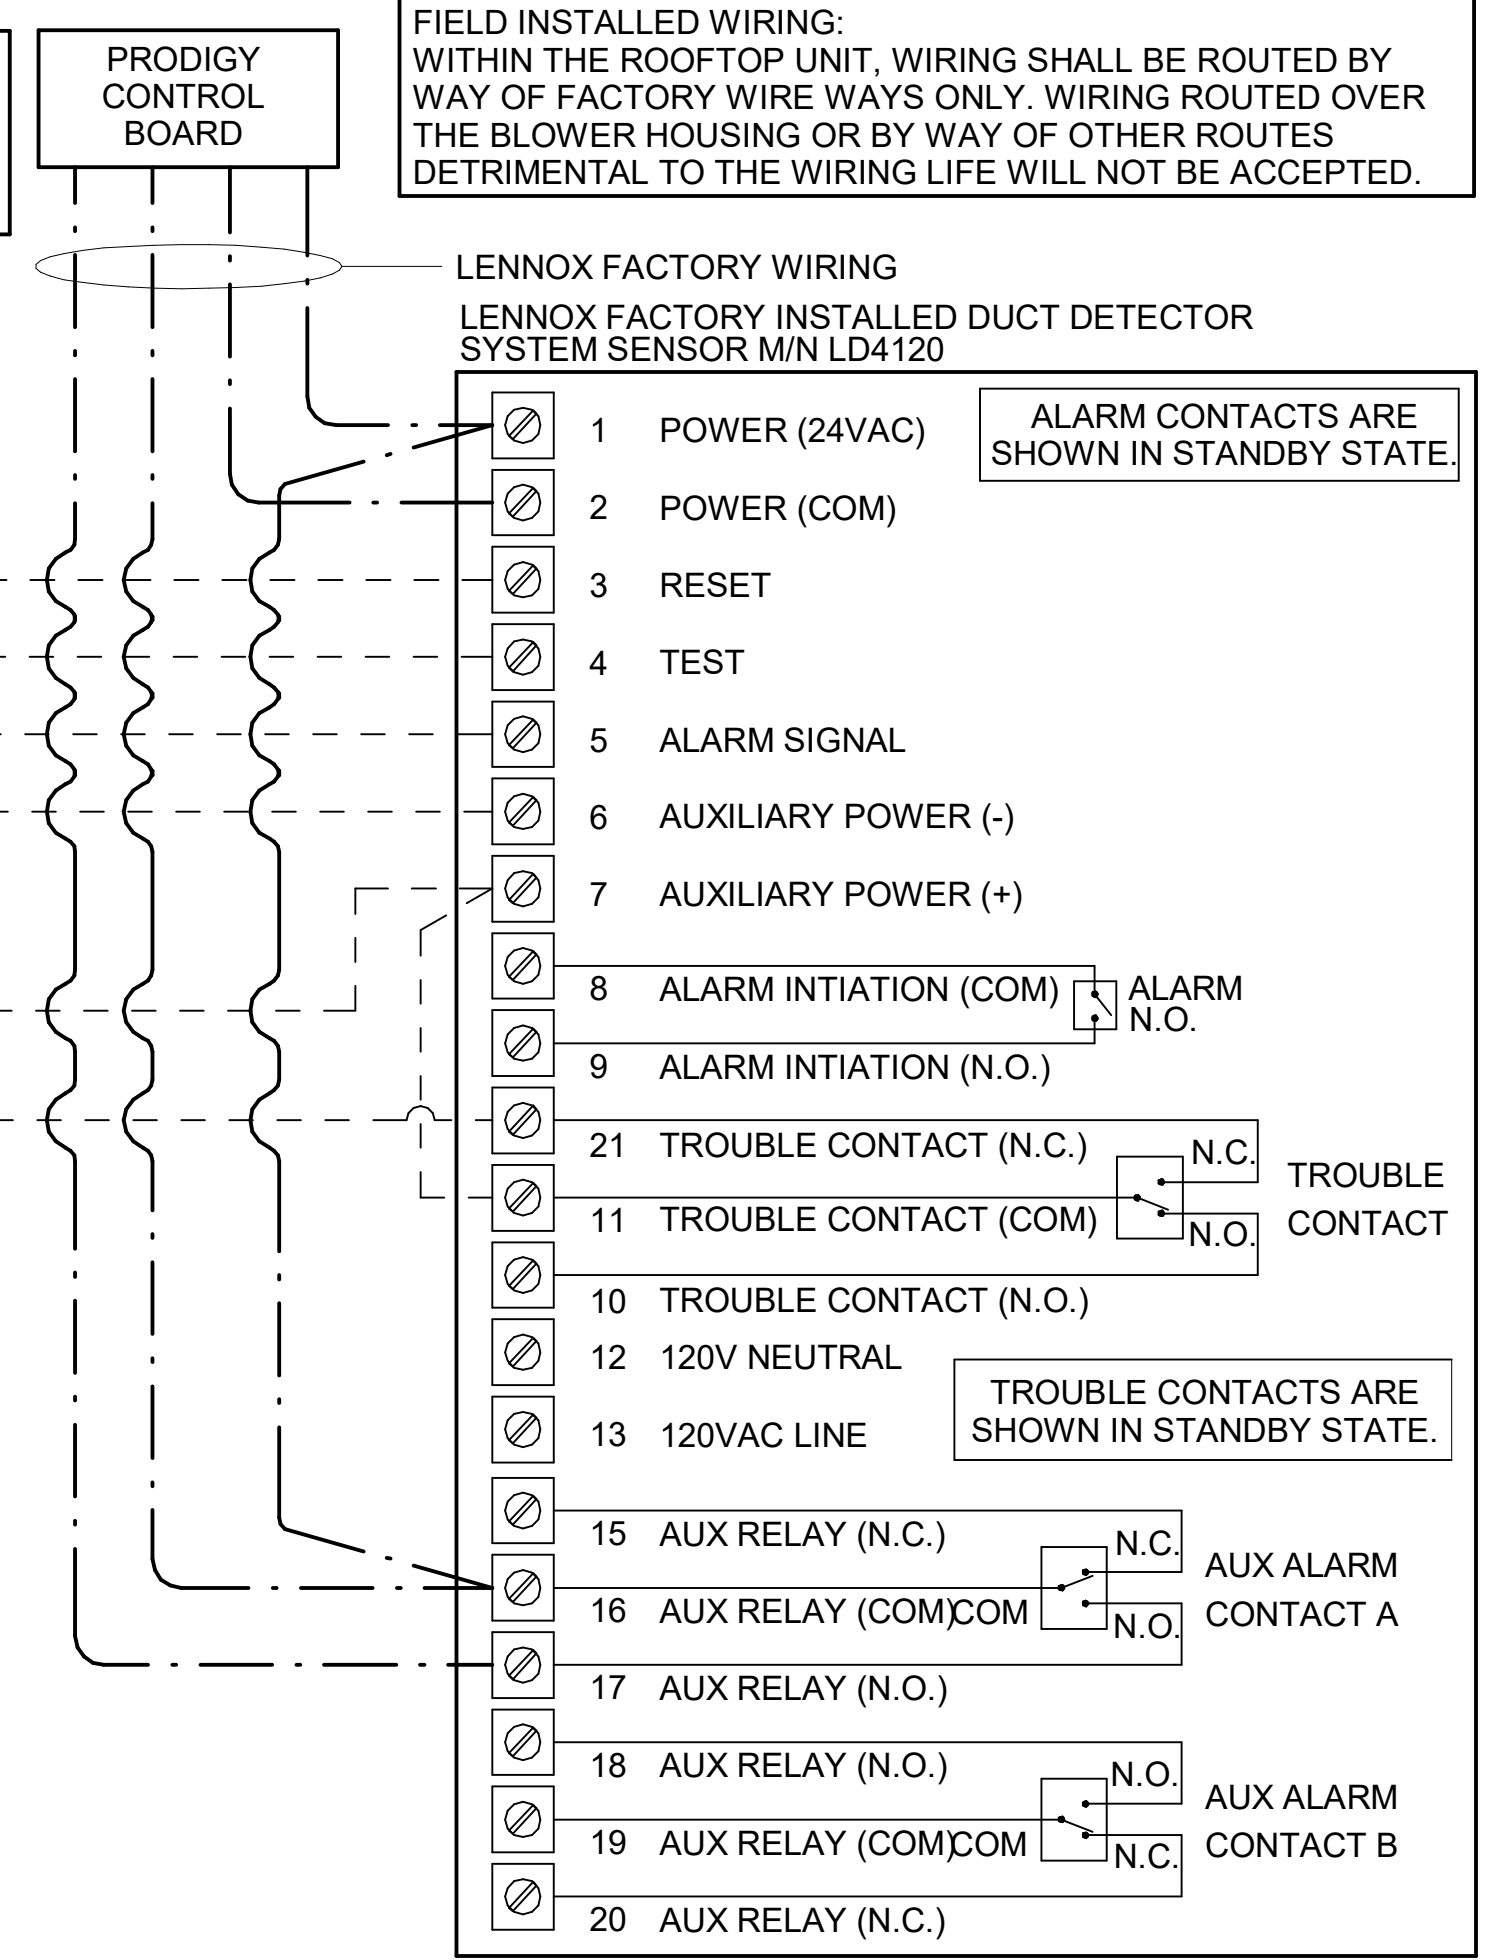 PRODIGY
CONTROL
BOARD
FIELD INSTALLED WIRING:
WITHIN THE ROOFTOP UNIT, WIRING SHALL BE ROUTED BY
WAY OF FACTORY WIRE WAYS ONLY. WIRING ROUTED OVER
THE BLOWER HOUSING OR BY WAY OF OTHER ROUTES
DETRIMENTAL TO THE WIRING LIFE WILL NOT BE ACCEPTED.
LENNOX FACTORY WIRING
LENNOX FACTORY INSTALLED DUCT DETECTOR
SYSTEM SENSOR M/N LD4120
ALARM CONTACTS ARE
SHOWN IN STANDBY STATE.
1 POWER (24VAC)
2 POWER (COM)
3 RESET
4 TEST
5 ALARM SIGNAL
6 AUXILIARY POWER (-)
7 AUXILIARY POWER (+)
8 ALARM INTIATION (COM)
ALARM
N.O.
9 ALARM INTIATION (N.O.)
21 TROUBLE CONTACT (N.C.)
N.C.
TROUBLE
CONTACT
11 TROUBLE CONTACT (COM)
N.O.
10 TROUBLE CONTACT (N.O.)
12 120V NEUTRAL
13 120VAC LINE
TROUBLE CONTACTS ARE
SHOWN IN STANDBY STATE.
15 AUX RELAY (N.C.)
N.C.
AUX ALARM
CONTACT A
16 AUX RELAY (COM) COM
N.O.
17 AUX RELAY (N.O.)
18 AUX RELAY (N.O.)
N.O.
AUX ALARM
CONTACT B
19 AUX RELAY (COM) COM
N.C.
20 AUX RELAY (N.C.)